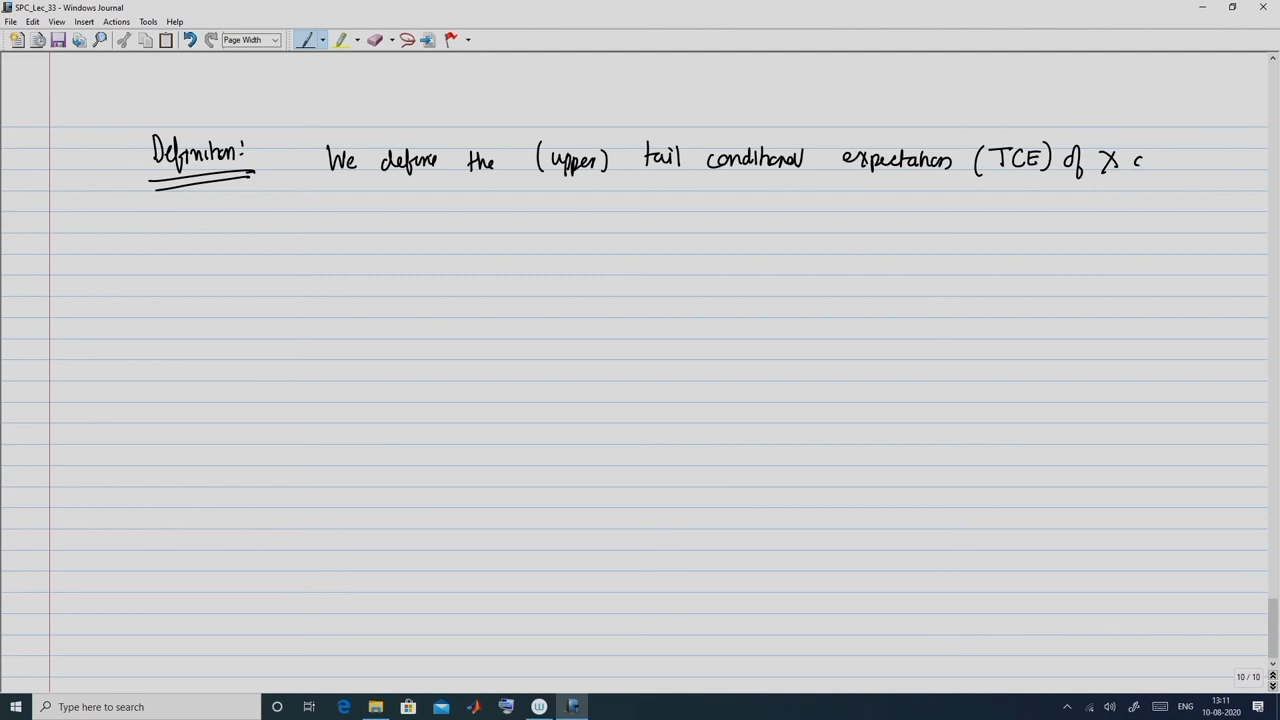 SPC_Lec_33 - Windows Journal
File Edit View Insert Actions Tools Help
Page Width
Definition: We define the (upper) tail conditional expectation (TCE) of X
10 / 10
Type here to search
ENG
13:11
10-08-2020